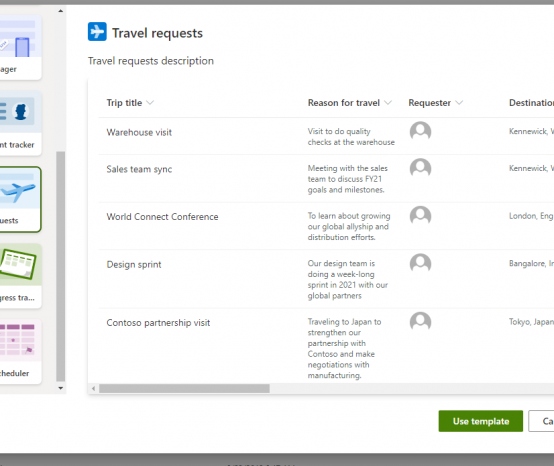 Travel requests
Travel requests description
ager
nt tracker
uests
gress tra...
cheduler
Trip title Reason for travel Requester Destination
Warehouse visit Visit to do quality Kennewick, W
checks at the warehouse
Sales team sync Meeting with the sales Kennewick, W
team to discuss FY21
goals and milestones.
World Connect Conference To learn about growing London, Eng
our global allyship and
distribution efforts.
Design sprint Our design team is Bangalore, In
doing a week-long
sprint in 2021 with our
global partners
Contoso partnership visit Traveling to Japan to Tokyo, Japan
strengthen our
partnership with
Contoso and make
negotiations with
manufacturing.
Use template Ca